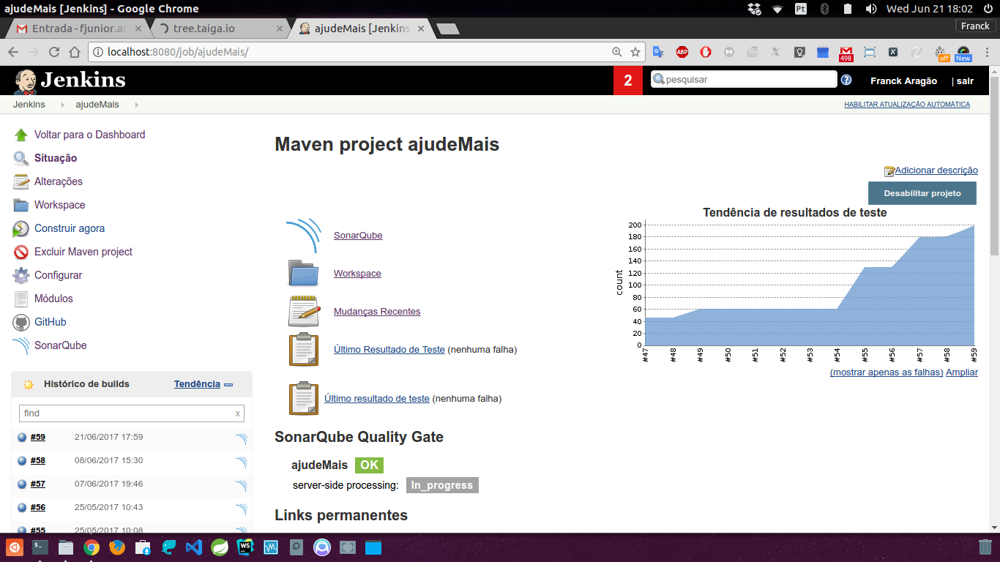 ajudeMais [Jenkins] - Google Chrome
Pt
Wed Jun 21 18:02
Entrada - fjunior.ar
tree.taiga.io
ajudeMais [Jenkins
Franck
localhost:8080/job/ajudeMais/
ABP
498
off
New
Jenkins
2
pesquisar
Franck Aragão
| sair
Jenkins
ajudeMais
HABILITAR ATUALIZAÇÃO AUTOMÁTICA
Voltar para o Dashboard
Situação
Alterações
Workspace
Construir agora
Excluir Maven project
Configurar
Módulos
GitHub
SonarQube
Histórico de builds
Tendência
find
x
#59 21/06/2017 17:59
#58 08/06/2017 15:30
#57 07/06/2017 19:46
#56 25/05/2017 10:43
#55 25/05/2017 10:08
Maven project ajudeMais
Adicionar descrição
Desabilitar projeto
SonarQube
Workspace
Mudanças Recentes
Último Resultado de Teste (nenhuma falha)
Último resultado de teste (nenhuma falha)
Tendência de resultados de teste
count
200
180
160
140
120
100
80
60
40
20
0
#47
#48
#49
#50
#51
#52
#53
#54
#55
#56
#57
#58
#59
(mostrar apenas as falhas) Ampliar
SonarQube Quality Gate
ajudeMais OK
server-side processing: In_progress
Links permanentes
WS